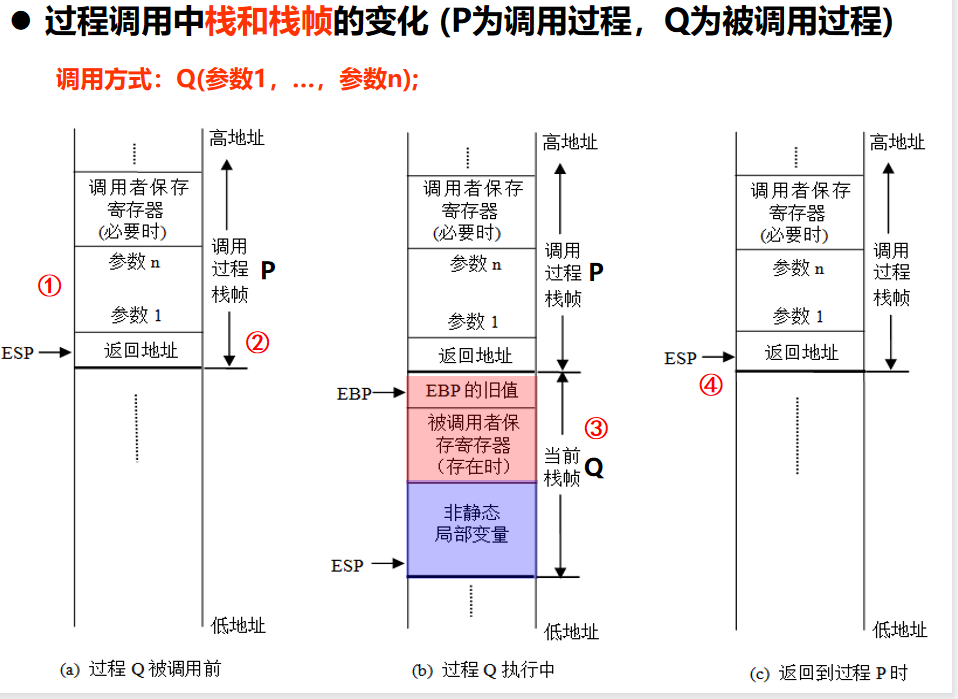 ● 过程调用中栈和栈帧的变化 (P为调用过程，Q为被调用过程)
调用方式：Q(参数1，…，参数n);
高地址
调用者保存
寄存器
(必要时)
参数 n
①
参数 1
ESP
返回地址
调用
过程
栈帧
P
②
低地址
(a) 过程 Q 被调用前
高地址
调用者保存
寄存器
(必要时)
参数 n
参数 1
返回地址
调用
过程
栈帧
P
EBP
EBP 的旧值
被调用者保
存寄存器
（存在时）
③
当前
栈帧
Q
非静态
局部变量
ESP
低地址
(b) 过程 Q 执行中
高地址
调用者保存
寄存器
(必要时)
参数 n
参数 1
ESP
返回地址
④
调用
过程
栈帧
低地址
(c) 返回到过程 P 时